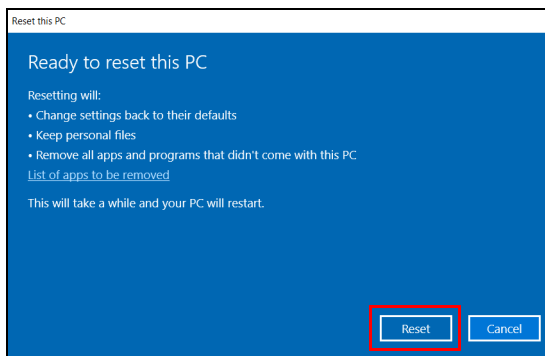 Reset this PC
Ready to reset this PC
Resetting will:
• Change settings back to their defaults
• Keep personal files
• Remove all apps and programs that didn't come with this PC
List of apps to be removed
This will take a while and your PC will restart.
Reset Cancel